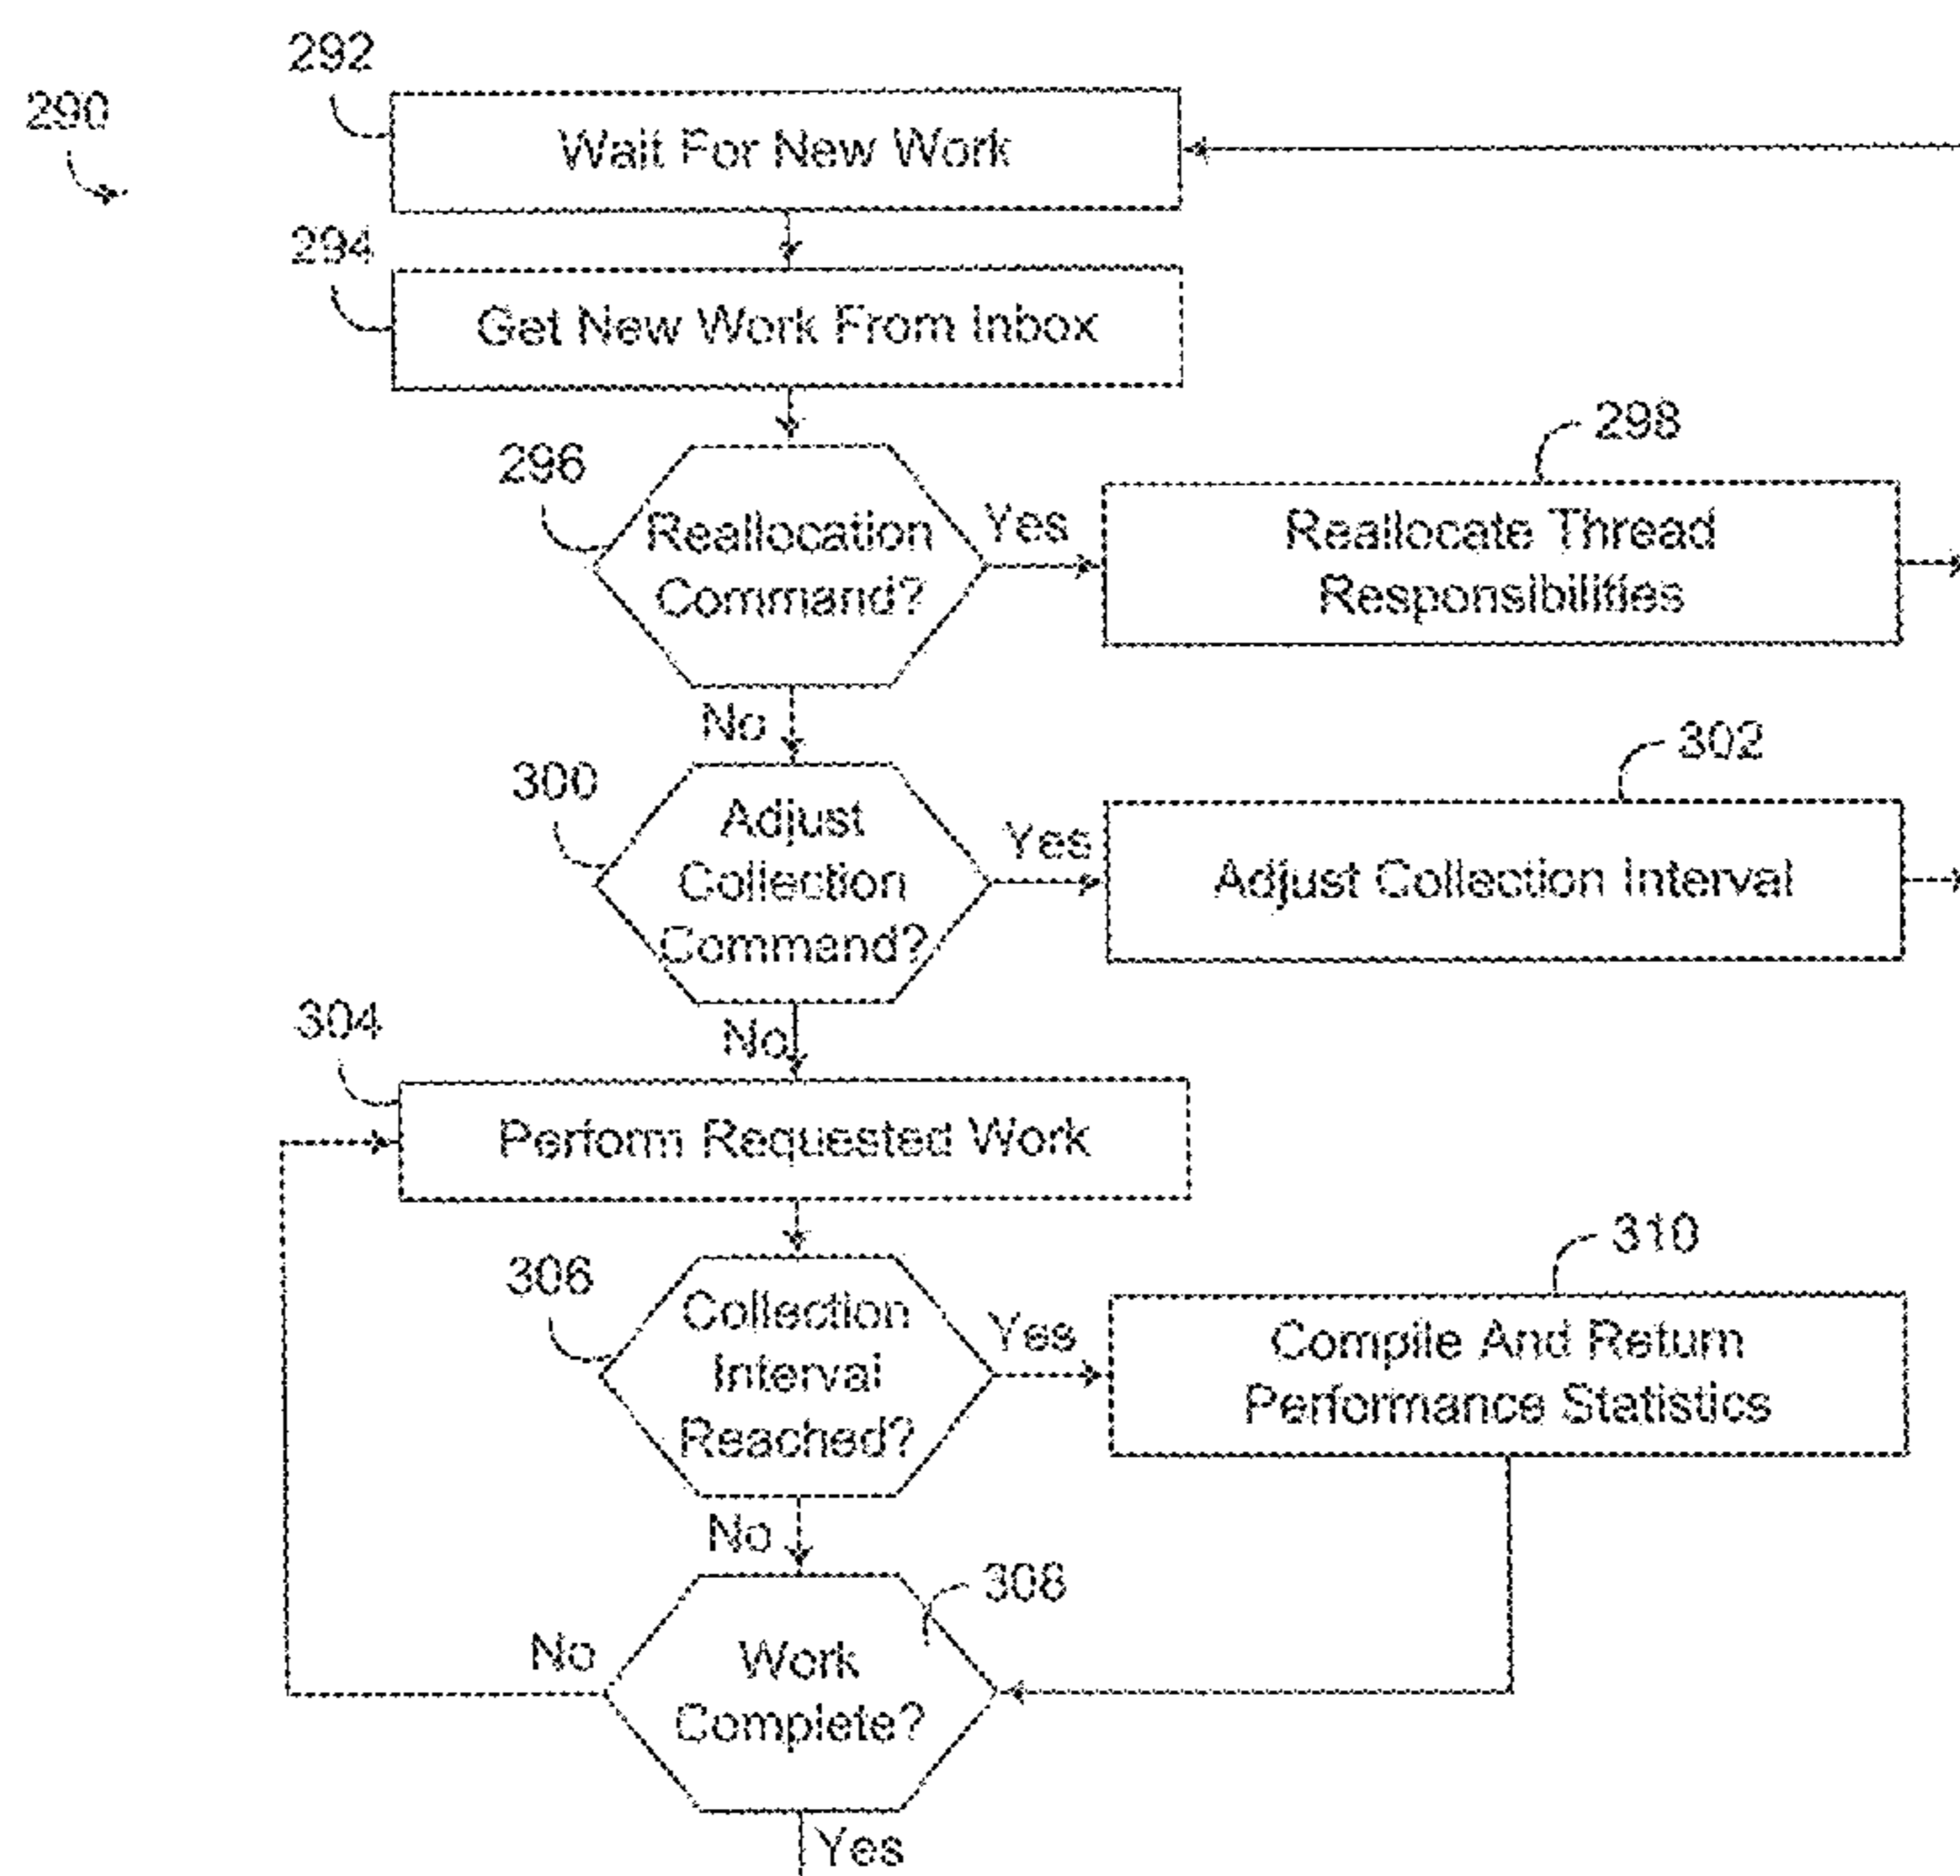 292
290
Wait For New Work
294
Get New Work From Inbox
298
296
Reallocation
Command?
Yes
Reallocate Thread
Responsibilities
No
302
300
Adjust
Collection
Command?
Yes
Adjust Collection Interval
No
304
Perform Requested Work
310
306
Collection
Interval
Reached?
Yes
Compile And Return
Performance Statistics
No
308
No
Work
Complete?
Yes